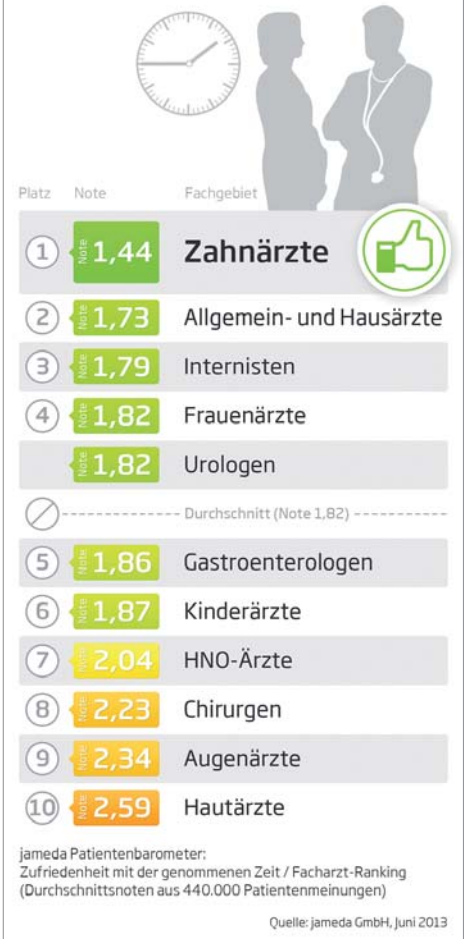 Platz Note Fachgebiet
1 Note 1,44 Zahnärzte
2 Note 1,73 Allgemein- und Hausärzte
3 Note 1,79 Internisten
4 Note 1,82 Frauenärzte
Note 1,82 Urologen
Durchschnitt (Note 1,82)
5 Note 1,86 Gastroenterologen
6 Note 1,87 Kinderärzte
7 Note 2,04 HNO-Ärzte
8 Note 2,23 Chirurgen
9 Note 2,34 Augenärzte
10 Note 2,59 Hautärzte
jameda Patientenbarometer:
Zufriedenheit mit der genommenen Zeit / Facharzt-Ranking
(Durchschnittsnoten aus 440.000 Patientenmeinungen)
Quelle: jameda GmbH, Juni 2013